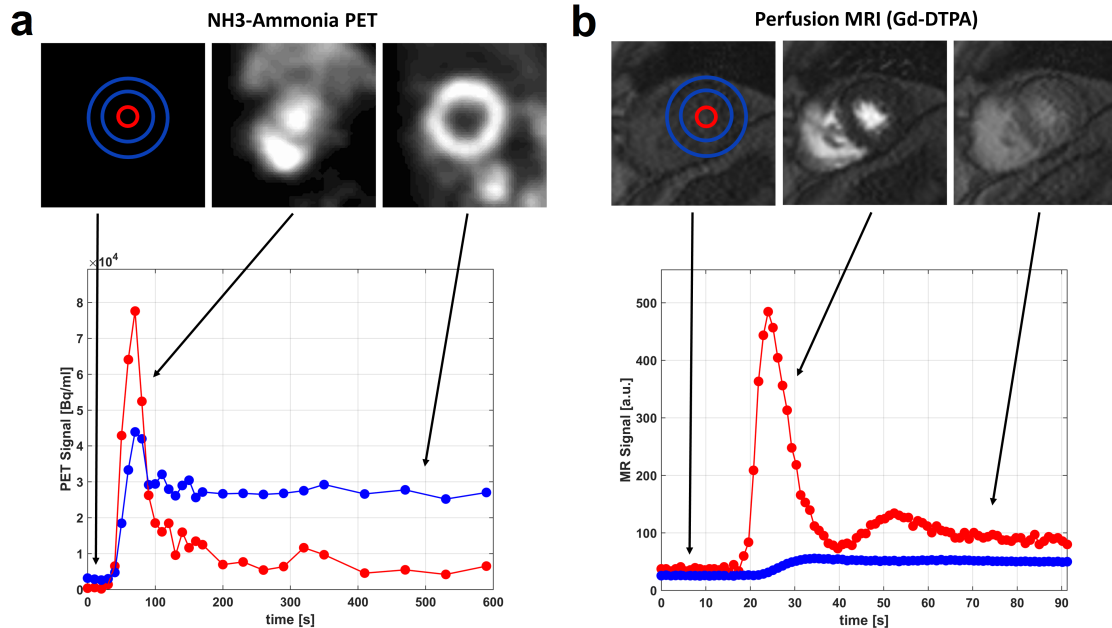 a
NH3-Ammonia PET
×10⁴
8
7
6
5
4
3
2
1
0
PET Signal [Bq/ml]
0 100 200 300 400 500 600
time [s]
b
Perfusion MRI (Gd-DTPA)
500
400
300
200
100
0
MR Signal [a.u.]
0 10 20 30 40 50 60 70 80 90
time [s]